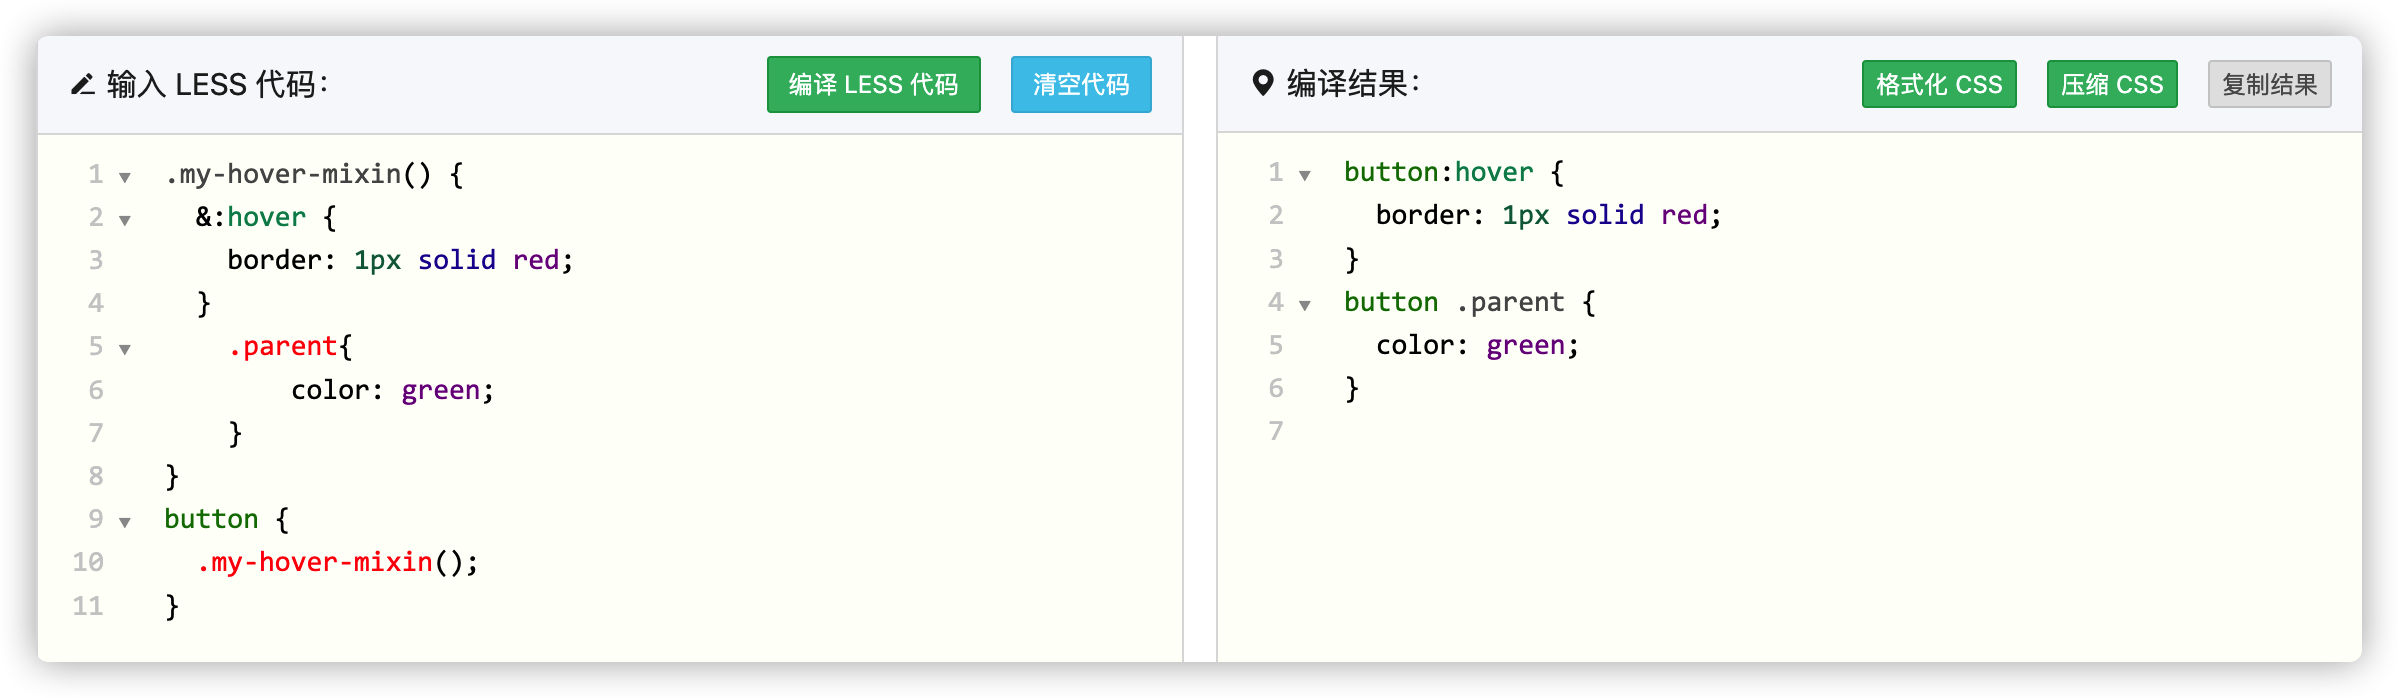 输入 LESS 代码：
编译 LESS 代码
清空代码
1 .my-hover-mixin() {
2   &:hover {
3     border: 1px solid red;
4   }
5     .parent{
6         color: green;
7     }
8 }
9 button {
10   .my-hover-mixin();
11 }
编译结果：
格式化 CSS
压缩 CSS
复制结果
1 button:hover {
2   border: 1px solid red;
3 }
4 button .parent {
5   color: green;
6 }
7